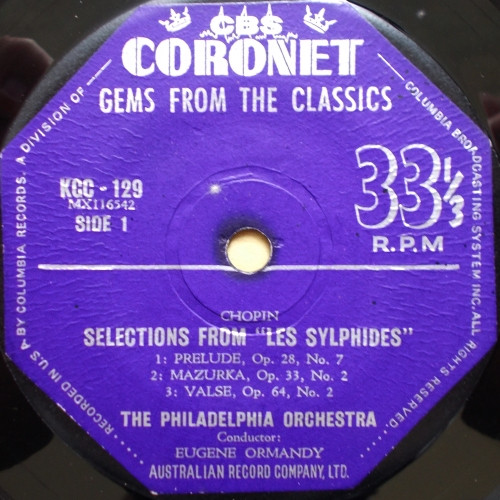 CBS
CORONET
GEMS FROM THE CLASSICS
KGC - 129
MX116542
SIDE 1
33 1/3
R.P.M
CHOPIN
SELECTIONS FROM "LES SYLPHIDES"
1: PRELUDE, Op. 28, No. 7
2: MAZURKA, Op. 33, No. 2
3: VALSE, Op. 64, No. 2
THE PHILADELPHIA ORCHESTRA
Conductor:
EUGENE ORMANDY
AUSTRALIAN RECORD COMPANY, LTD.
RECORDED IN U S A BY COLUMBIA RECORDS, A DIVISION OF
COLUMBIA BROADCASTING SYSTEM INC. ALL RIGHTS RESERVED